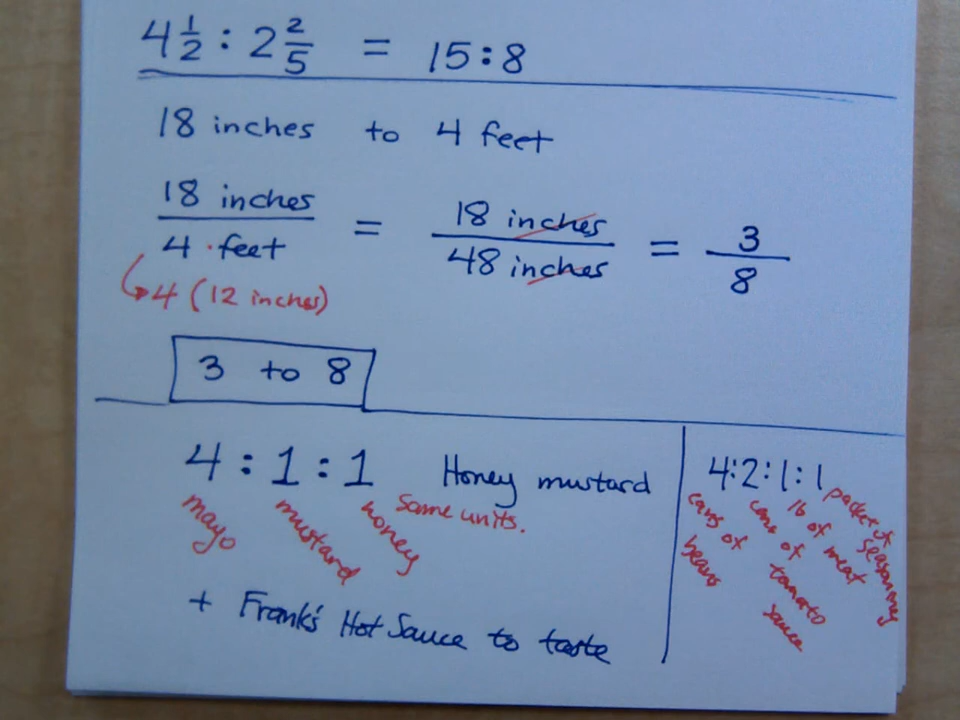 4 1/2 : 2 2/5 = 15 : 8
18 inches to 4 feet
18 inches / 4 · feet = 18 inches / 48 inches = 3 / 8
4 (12 inches)
3 to 8
4 : 1 : 1 Honey mustard
mayo
mustard
honey
Same units.
+ Frank's Hot Sauce to taste
4:2:1:1
cans of
beans
cans of tomato
sauce
lb of meat
packet of
seasoning